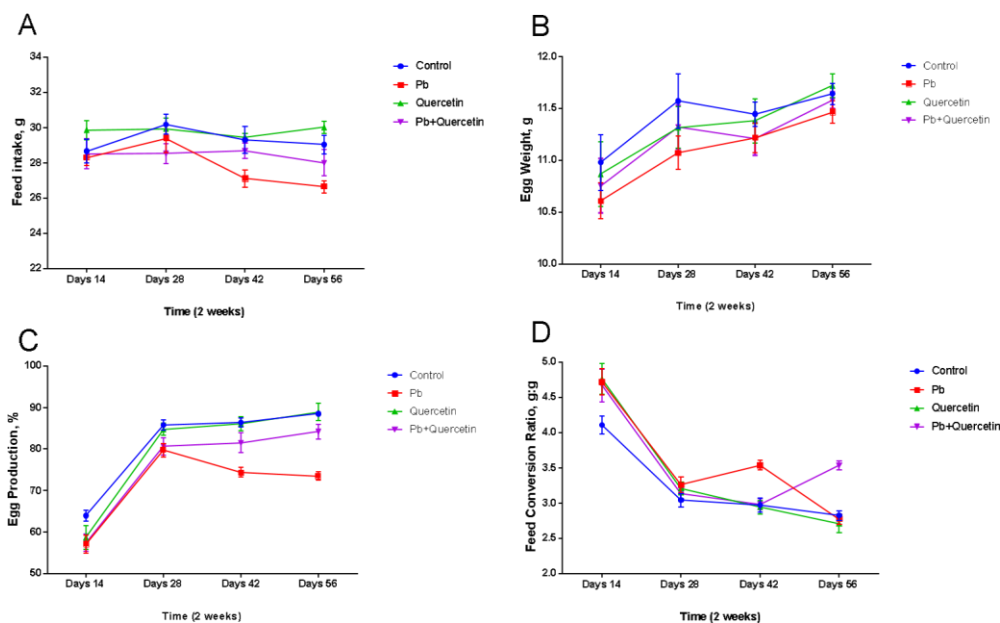 A
Feed intake, g
34
32
30
28
26
24
22
Days 14 Days 28 Days 42 Days 56
Time (2 weeks)
Control
Pb
Quercetin
Pb+Quercetin
B
Egg Weight, g
12.0
11.5
11.0
10.5
10.0
Days 14 Days 28 Days 42 Days 56
Time (2 weeks)
Control
Pb
Quercetin
Pb+Quercetin
C
Egg Production, %
100
90
80
70
60
50
Days 14 Days 28 Days 42 Days 56
Time (2 weeks)
Control
Pb
Quercetin
Pb+Quercetin
D
Feed Conversion Ratio, g:g
5.0
4.5
4.0
3.5
3.0
2.5
2.0
Days 14 Days 28 Days 42 Days 56
Time (2 weeks)
Control
Pb
Quercetin
Pb+Quercetin